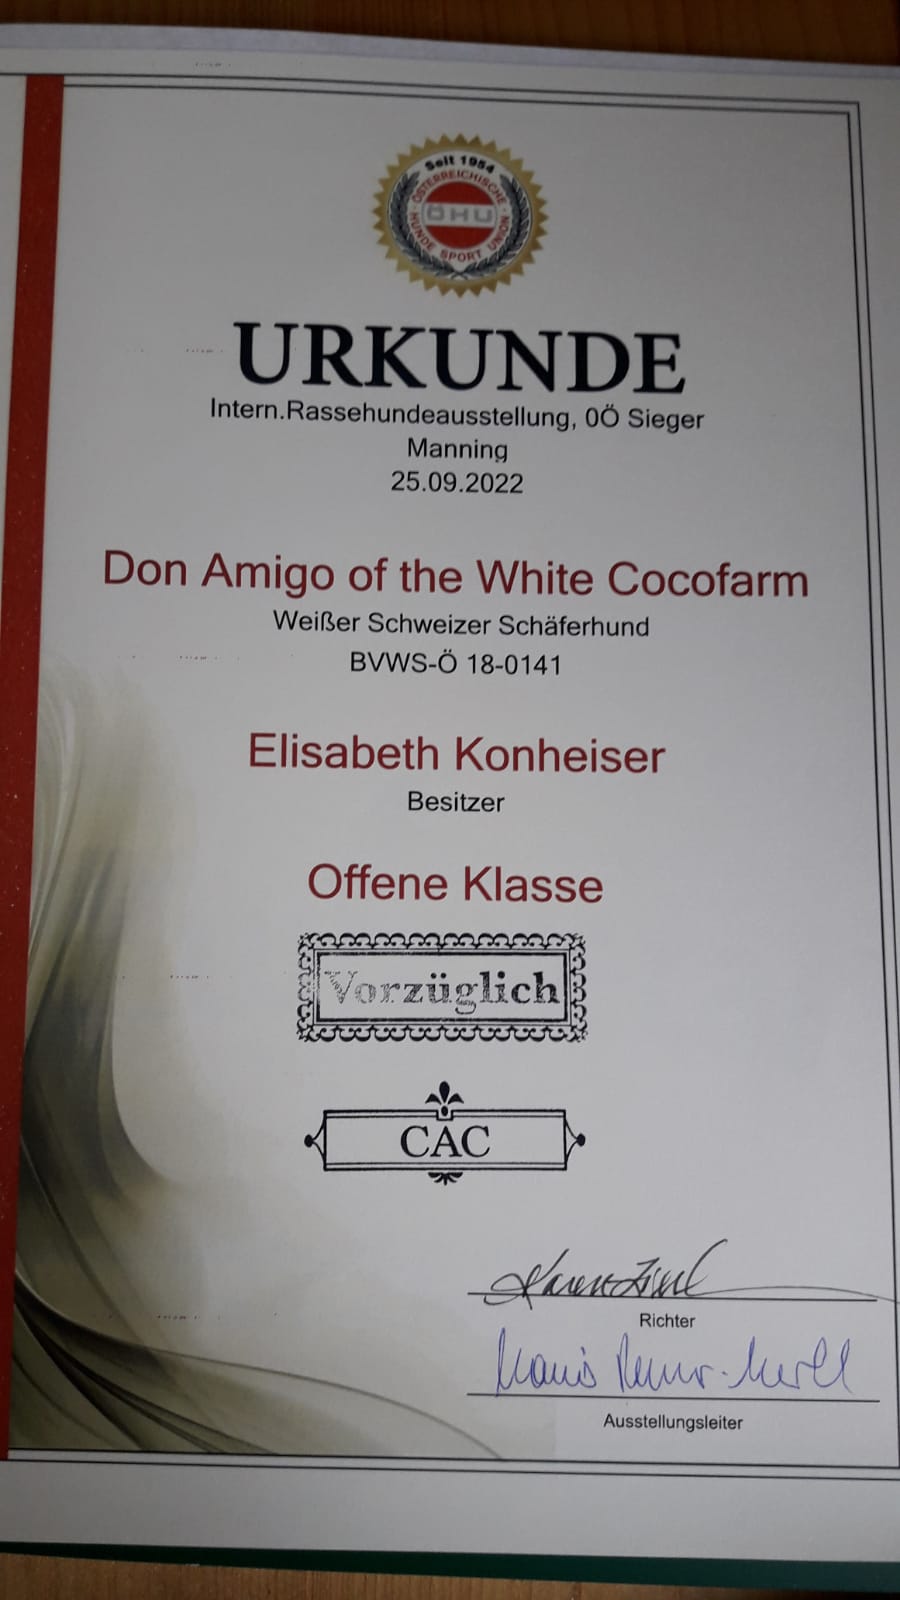 Seit 1954
ÖSTERREICHISCHE
ÖHU
HUNDE SPORT UNION
URKUNDE
Intern.Rassehundeausstellung, 0Ö Sieger
Manning
25.09.2022
Don Amigo of the White Cocofarm
Weißer Schweizer Schäferhund
BVWS-Ö 18-0141
Elisabeth Konheiser
Besitzer
Offene Klasse
Vorzüglich
CAC
Richter
Ausstellungsleiter